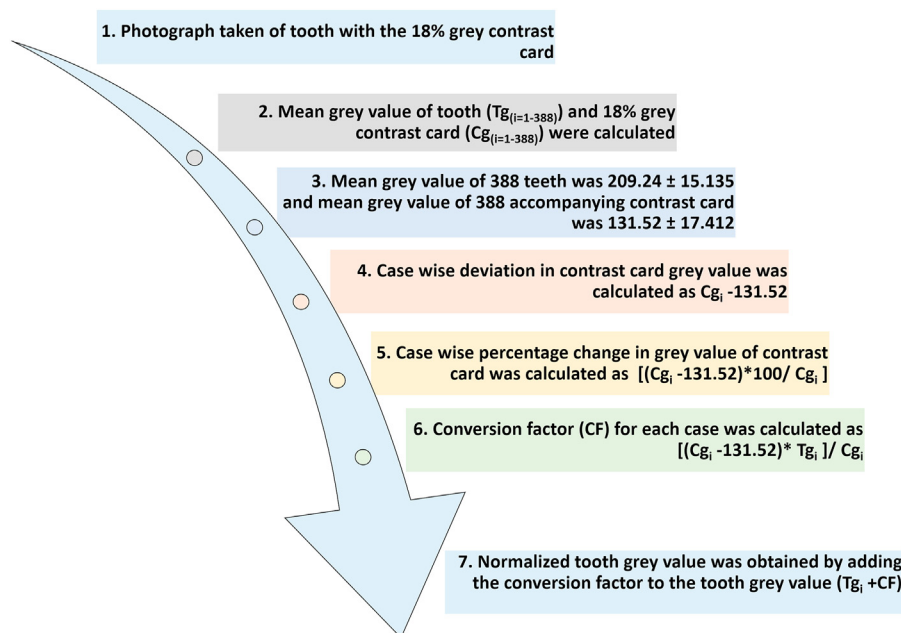 1. Photograph taken of tooth with the 18% grey contrast
card
2. Mean grey value of tooth (Tg(i=1-388)) and 18% grey
contrast card (Cg(i=1-388)) were calculated
3. Mean grey value of 388 teeth was 209.24 ± 15.135
and mean grey value of 388 accompanying contrast card
was 131.52 ± 17.412
4. Case wise deviation in contrast card grey value was
calculated as Cgi -131.52
5. Case wise percentage change in grey value of contrast
card was calculated as [(Cgi -131.52)*100/ Cgi ]
6. Conversion factor (CF) for each case was calculated as
[(Cgi -131.52)* Tgi ]/ Cgi
7. Normalized tooth grey value was obtained by adding
the conversion factor to the tooth grey value (Tgi +CF)